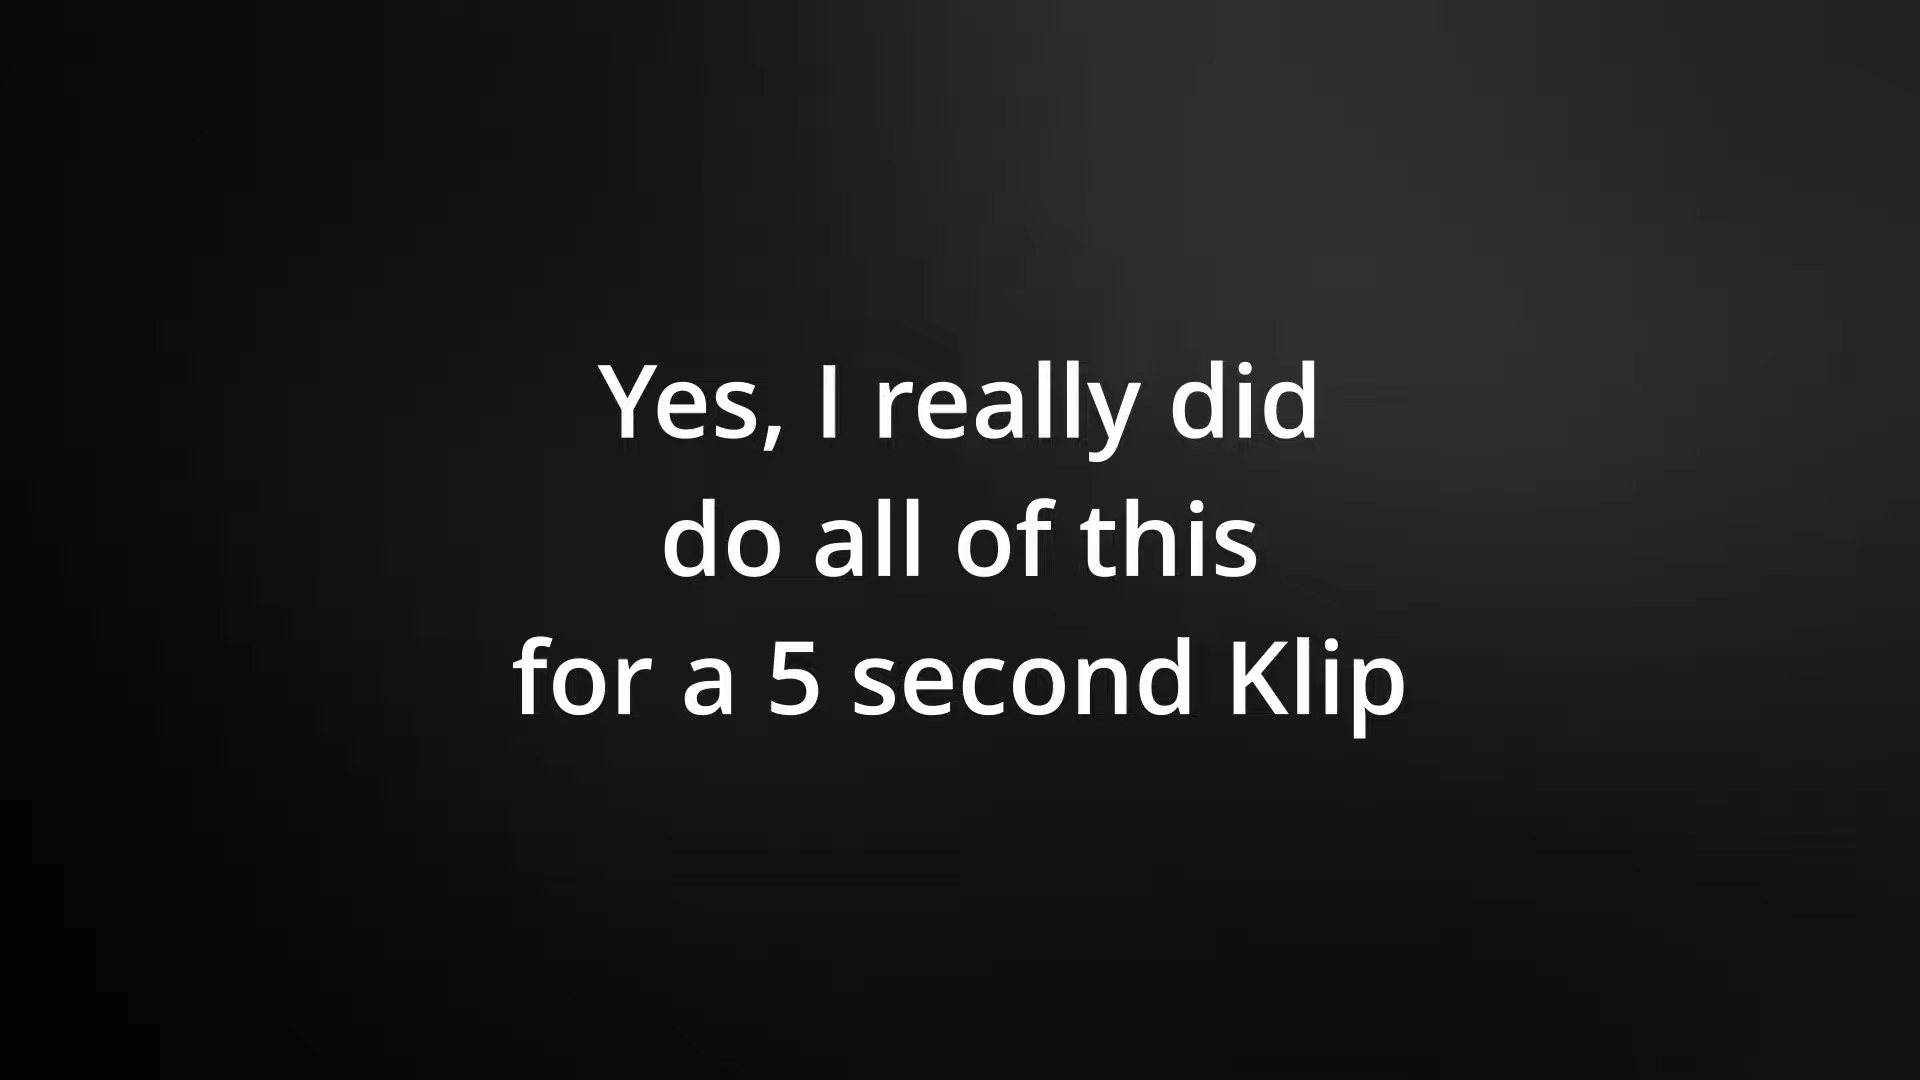 Yes, I really did
do all of this
for a 5 second Klip